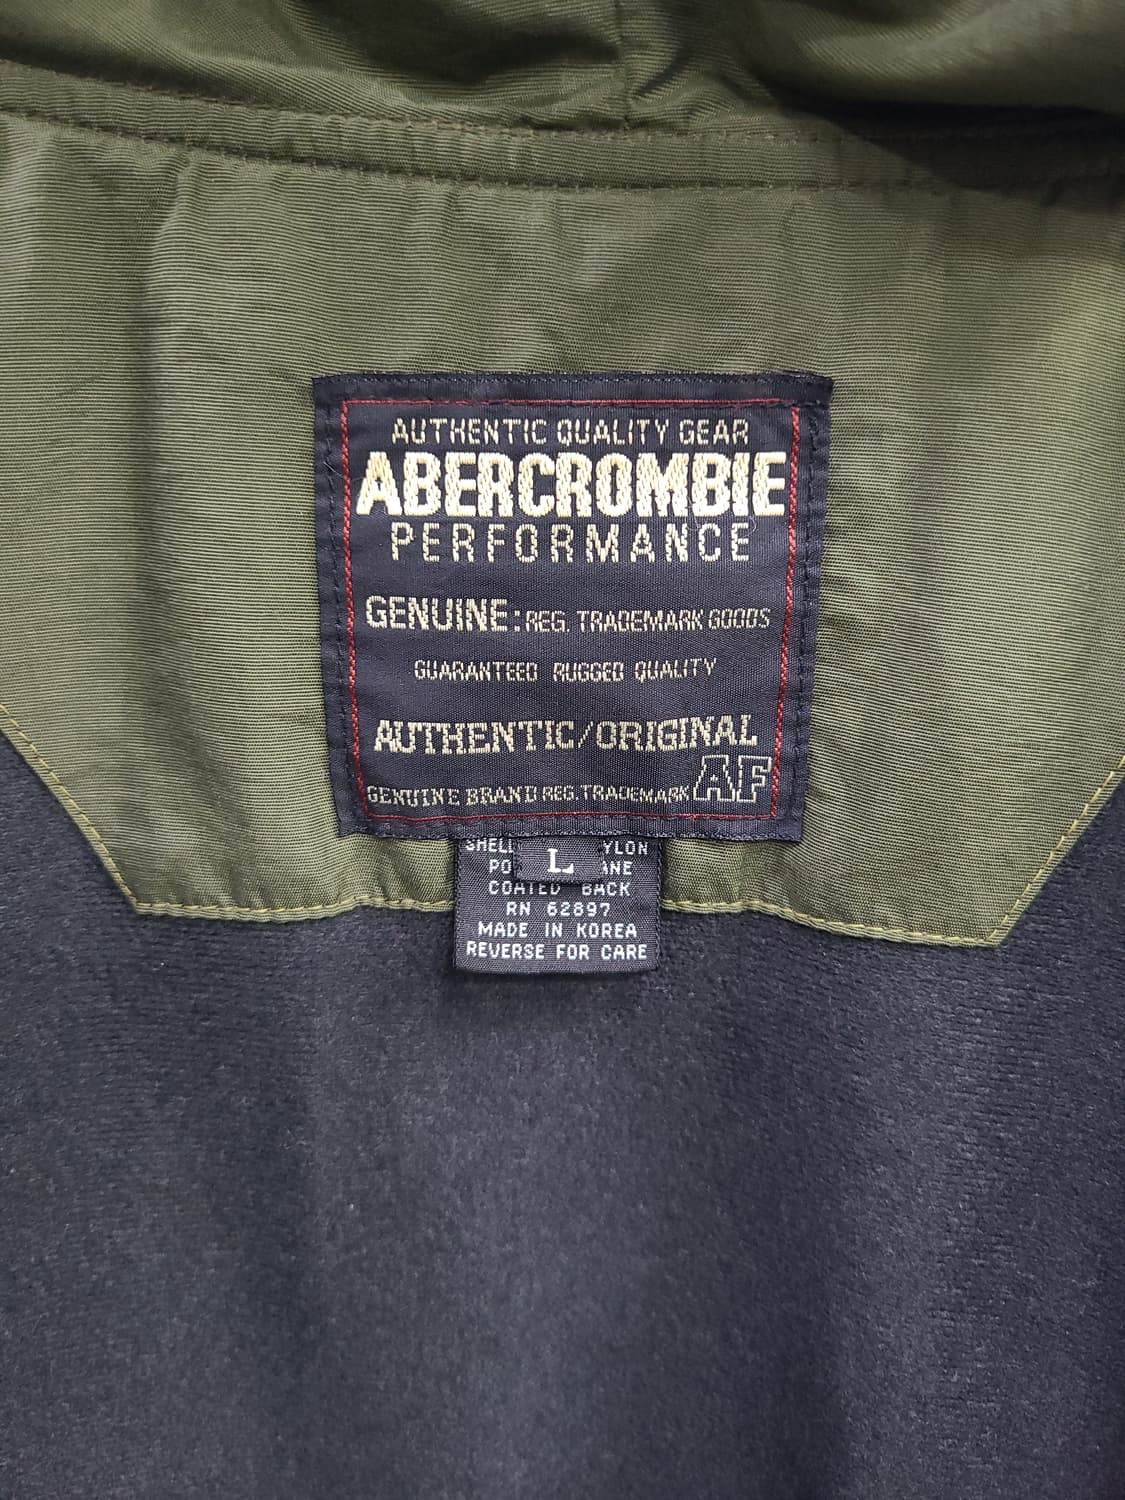 AUTHENTIC QUALITY GEAR
ABERCROMBIE
PERFORMANCE
GENUINE: REG. TRADEMARK GOODS
GUARANTEED RUGGED QUALITY
AUTHENTIC/ORIGINAL
GENUINE BRAND REG. TRADEMARK AF
L
COATED BACK
RN 62897
MADE IN KOREA
REVERSE FOR CARE